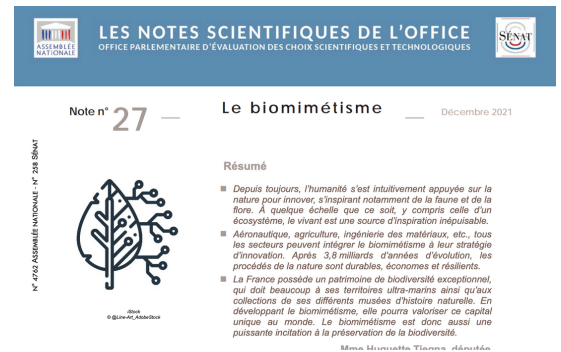 ASSEMBLÉE
NATIONALE
LES NOTES SCIENTIFIQUES DE L'OFFICE
OFFICE PARLEMENTAIRE D'ÉVALUATION DES CHOIX SCIENTIFIQUES ET TECHNOLOGIQUES
SÉNAT
Note n° 27 — Le biomimétisme — Décembre 2021
N° 4762 ASSEMBLÉE NATIONALE - N° 258 SÉNAT
Résumé
■ Depuis toujours, l'humanité s'est intuitivement appuyée sur la
nature pour innover, s'inspirant notamment de la faune et de la
flore. À quelque échelle que ce soit, y compris celle d'un
écosystème, le vivant est une source d'inspiration inépuisable.
■ Aéronautique, agriculture, ingénierie des matériaux, etc., tous
les secteurs peuvent intégrer le biomimétisme à leur stratégie
d'innovation. Après 3,8 milliards d'années d'évolution, les
procédés de la nature sont durables, économes et résilients.
■ La France possède un patrimoine de biodiversité exceptionnel,
qui doit beaucoup à ses territoires ultra-marins ainsi qu'aux
collections de ses différents musées d'histoire naturelle. En
développant le biomimétisme, elle pourra valoriser ce capital
unique au monde. Le biomimétisme est donc aussi une
puissante incitation à la préservation de la biodiversité.
iStock
© @Line-Art_AdobeStock
Mme Huguette Tiegna, députée